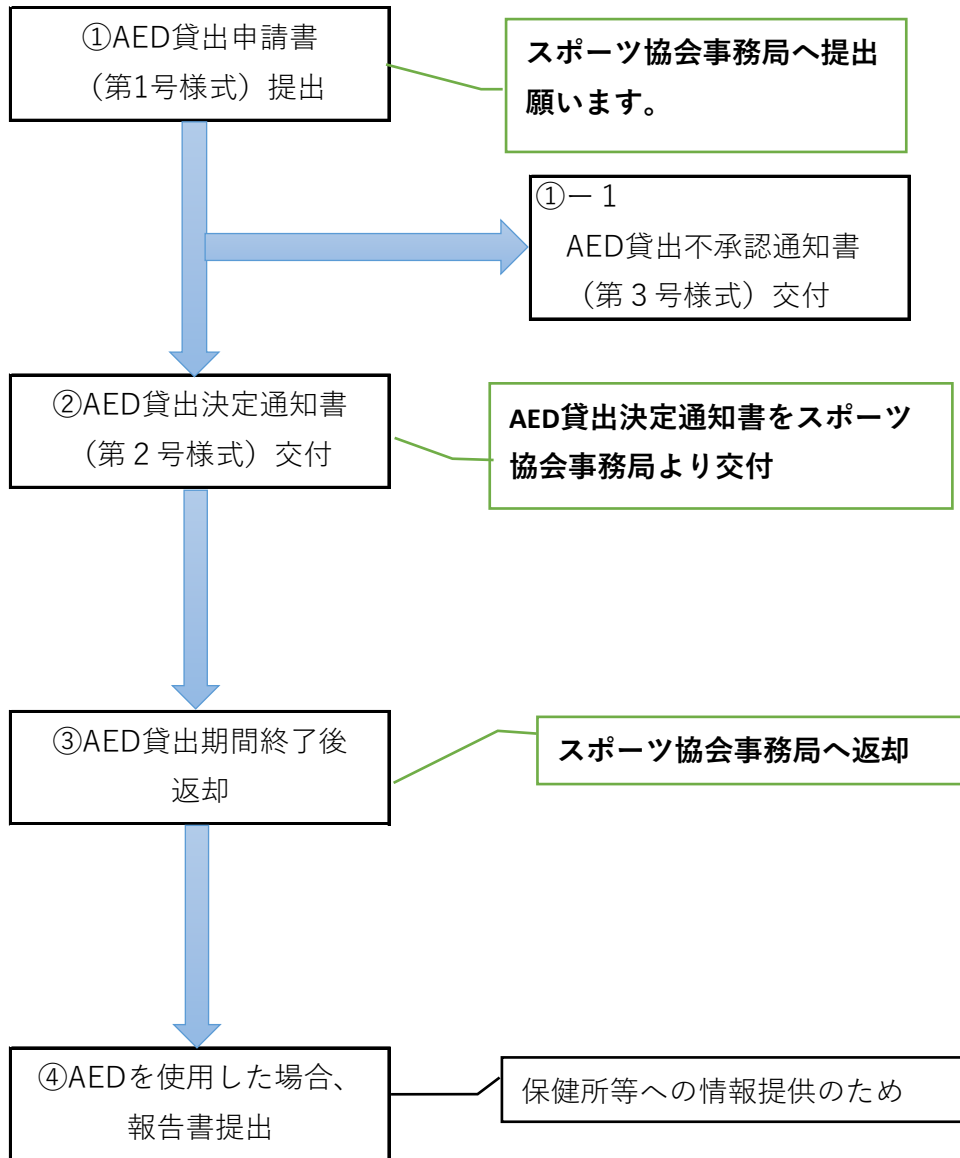 ①AED貸出申請書
（第1号様式）提出
スポーツ協会事務局へ提出
願います。
①－１
AED貸出不承認通知書
（第３号様式）交付
②AED貸出決定通知書
（第２号様式）交付
AED貸出決定通知書をスポーツ
協会事務局より交付
③AED貸出期間終了後
返却
スポーツ協会事務局へ返却
④AEDを使用した場合、
報告書提出
保健所等への情報提供のため